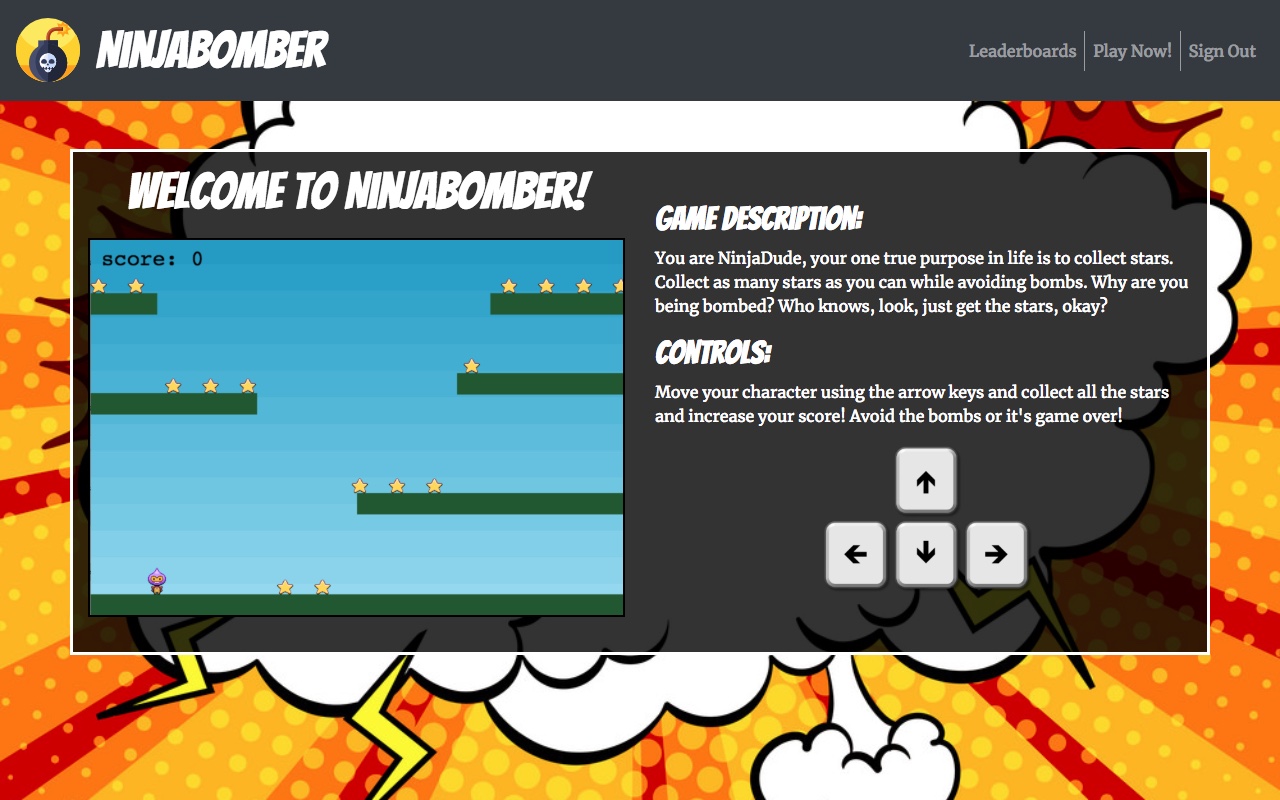 NINJABOMBER
Leaderboards
Play Now!
Sign Out
WELCOME TO NINJABOMBER!
score: 0
GAME DESCRIPTION:
You are NinjaDude, your one true purpose in life is to collect stars.
Collect as many stars as you can while avoiding bombs. Why are you
being bombed? Who knows, look, just get the stars, okay?
CONTROLS:
Move your character using the arrow keys and collect all the stars
and increase your score! Avoid the bombs or it's game over!